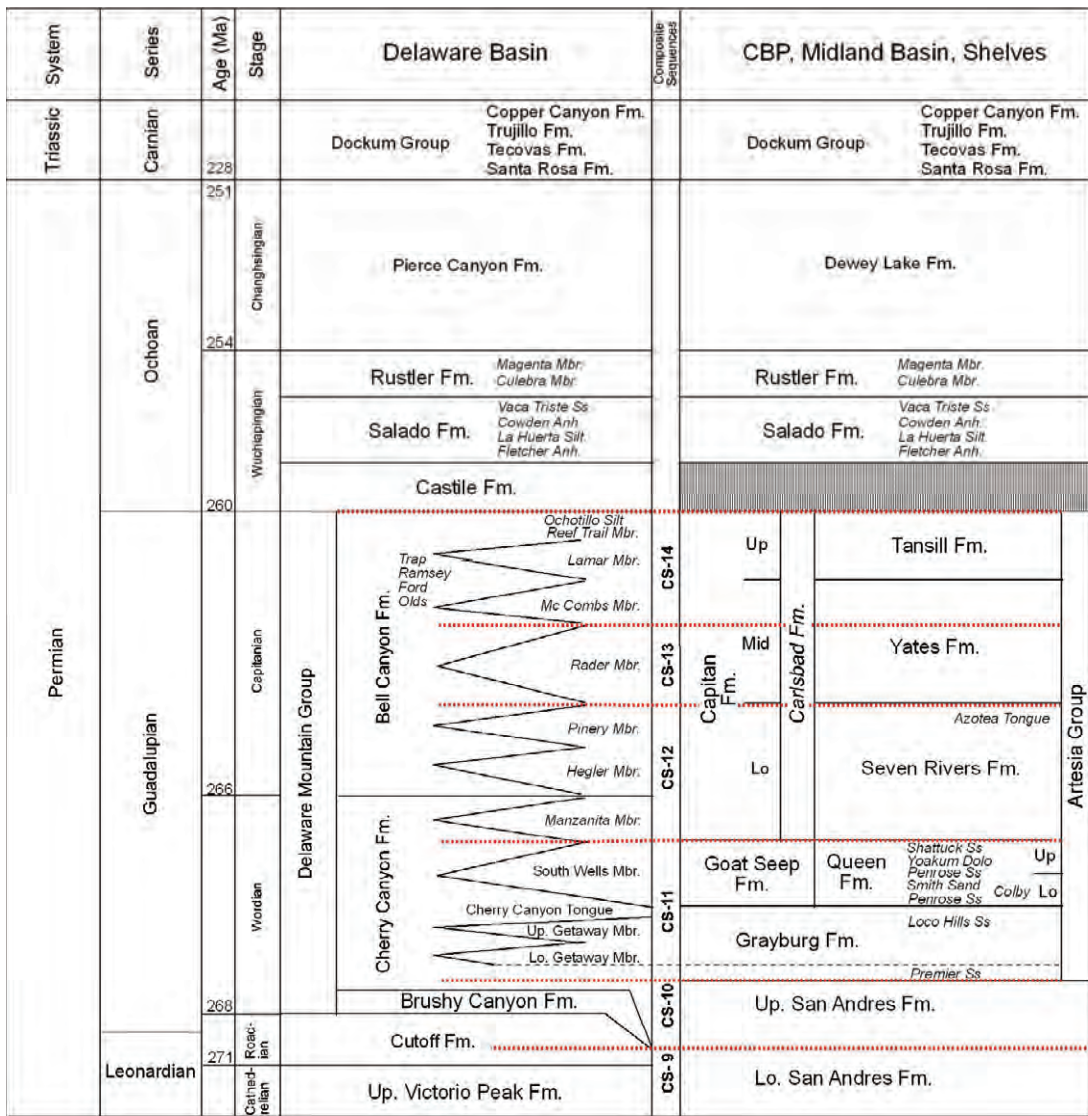 System
Series
Age (Ma)
Stage
Delaware Basin
Composite
Sequences
CBP, Midland Basin, Shelves
Triassic
Carnian
228
Dockum Group
Copper Canyon Fm.
Trujillo Fm.
Tecovas Fm.
Santa Rosa Fm.
Dockum Group
Copper Canyon Fm.
Trujillo Fm.
Tecovas Fm.
Santa Rosa Fm.
Permian
Ochoan
251
Changhsingian
Pierce Canyon Fm.
Dewey Lake Fm.
254
Wuchiapingian
Rustler Fm.
Magenta Mbr.
Culebra Mbr.
Rustler Fm.
Magenta Mbr.
Culebra Mbr.
Salado Fm.
Vaca Triste Ss
Cowden Anh.
La Huerta Silt
Fletcher Anh.
Salado Fm.
Vaca Triste Ss
Cowden Anh.
La Huerta Silt
Fletcher Anh.
Castile Fm.
260
Guadalupian
Capitanian
Delaware Mountain Group
Bell Canyon Fm.
Ochotillo Silt
Reef Trail Mbr.
Trap
Ramsey
Ford
Olds
Lamar Mbr.
Mc Combs Mbr.
Rader Mbr.
Pinery Mbr.
Hegler Mbr.
CS-14
CS-13
CS-12
Capitan
Fm.
Up
Mid
Lo
Carlsbad Fm.
Tansill Fm.
Yates Fm.
Azotea Tongue
Seven Rivers Fm.
Artesia Group
266
Wordian
Cherry Canyon Fm.
Manzanita Mbr.
South Wells Mbr.
Cherry Canyon Tongue
Up. Getaway Mbr.
Lo. Getaway Mbr.
CS-11
Goat Seep
Fm.
Queen
Fm.
Shattuck Ss
Yoakum Dolo
Penrose Ss
Smith Sand
Penrose Ss
Colby
Up
Lo
Loco Hills Ss
Grayburg Fm.
Premier Ss
Brushy Canyon Fm.
CS-10
Up. San Andres Fm.
268
Road-
ian
Cutoff Fm.
271
Leonardian
CS- 9
Lo. San Andres Fm.
Cathed-
relian
Up. Victorio Peak Fm.